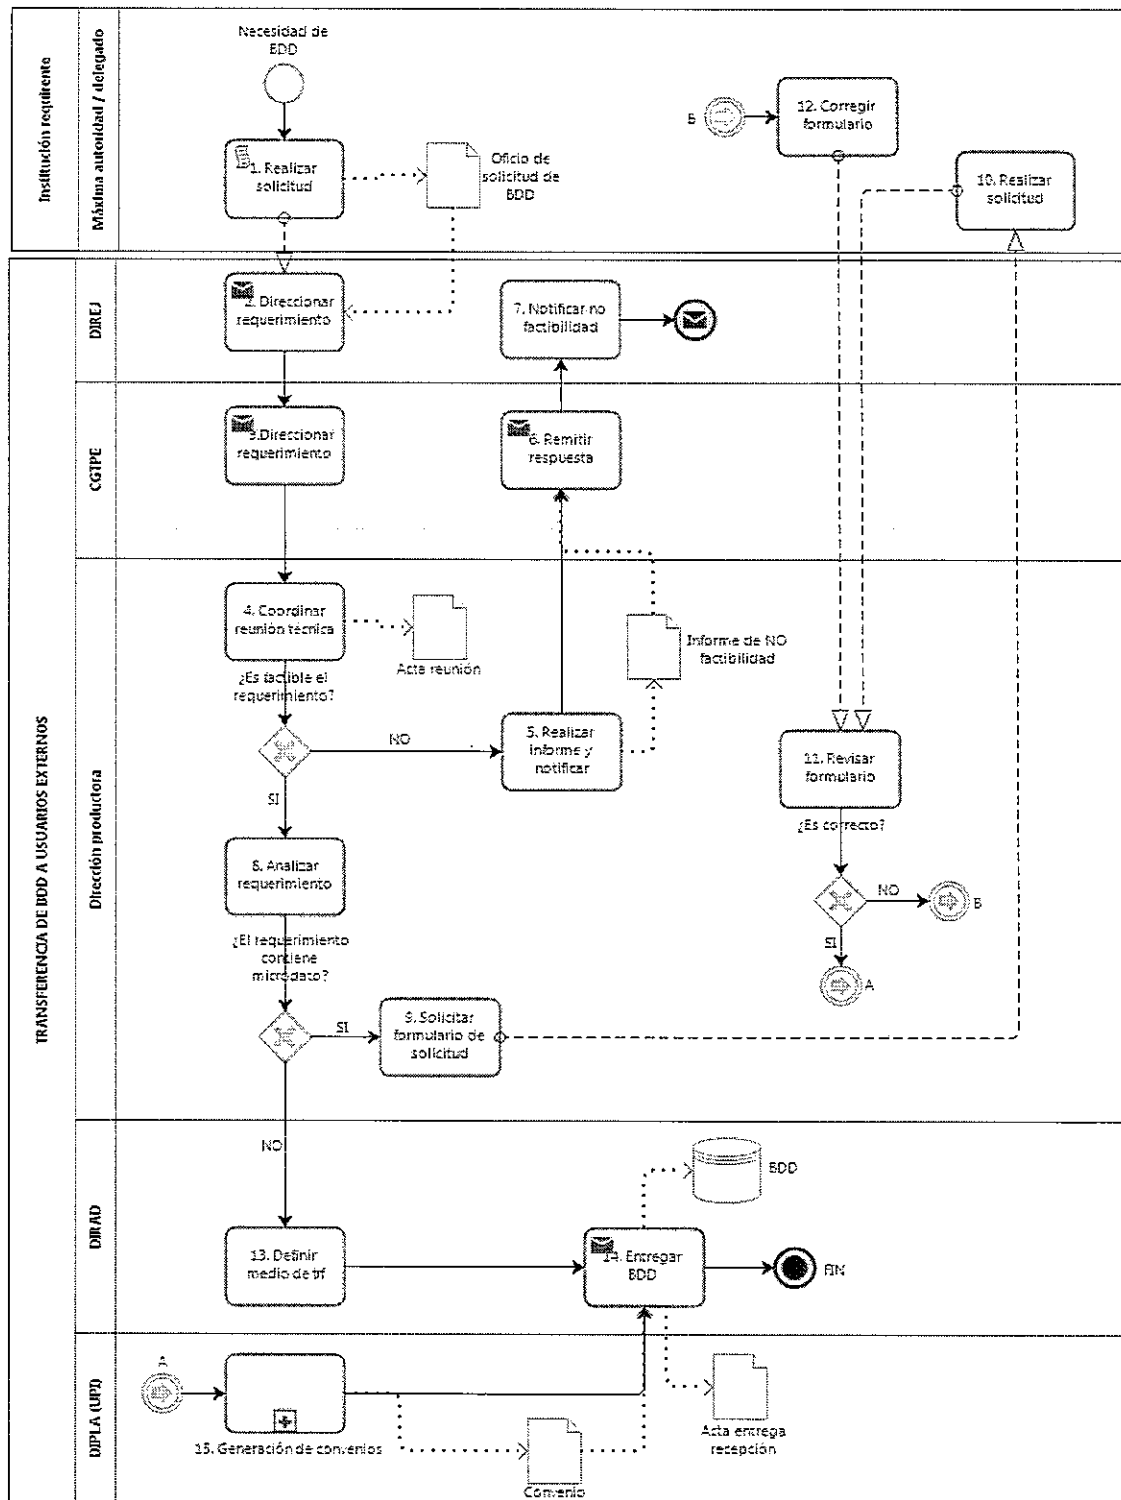 Institución requirente
Máxima autoridad / delegado
Necesidad de
BDD
1. Realizar
solicitud
Oficio de
solicitud de
BDD
B
12. Corregir
formulario
10. Realizar
solicitud
TRANSFERENCIA DE BDD A USUARIOS EXTERNOS
DIREJ
2. Direccionar
requerimiento
7. Notificar no
factibilidad
CGTPE
3.Direccionar
requerimiento
6. Remitir
respuesta
Dirección productora
4. Coordinar
reunión técnica
Acta reunión
Informe de NO
factibilidad
¿Es factible el
requerimiento?
NO
5. Realizar
informe y
notificar
11. Revisar
formulario
SI
¿Es correcto?
8. Analizar
requerimiento
NO
B
SI
A
¿El requerimiento
contiene
microdato?
SI
9. Solicitar
formulario de
solicitud
DIRAD
NO
BDD
13. Definir
medio de trf
14. Entregar
BDD
FIN
DIPLA (UPI)
A
15. Generación de convenios
Convenio
Acta entrega
recepción